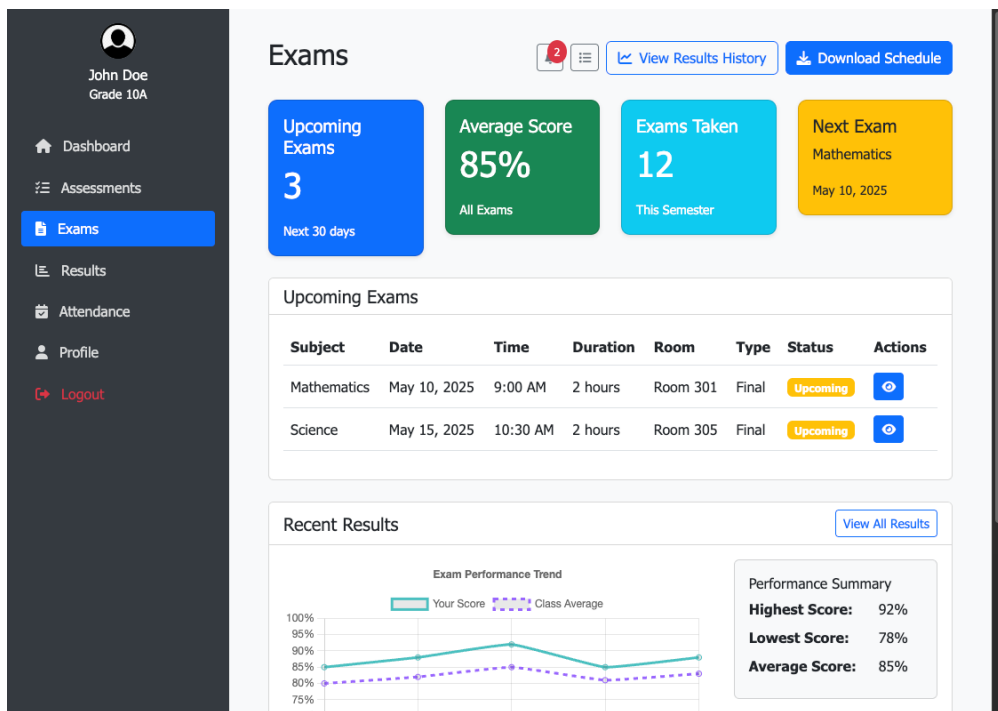 John Doe
Grade 10A
Dashboard
Assessments
Exams
Results
Attendance
Profile
Logout
Exams
2
View Results History
Download Schedule
Upcoming
Exams
3
Next 30 days
Average Score
85%
All Exams
Exams Taken
12
This Semester
Next Exam
Mathematics
May 10, 2025
Upcoming Exams
Subject Date Time Duration Room Type Status Actions
Mathematics May 10, 2025 9:00 AM 2 hours Room 301 Final Upcoming
Science May 15, 2025 10:30 AM 2 hours Room 305 Final Upcoming
Recent Results
View All Results
Exam Performance Trend
Your Score Class Average
100%
95%
90%
85%
80%
75%
Performance Summary
Highest Score: 92%
Lowest Score: 78%
Average Score: 85%